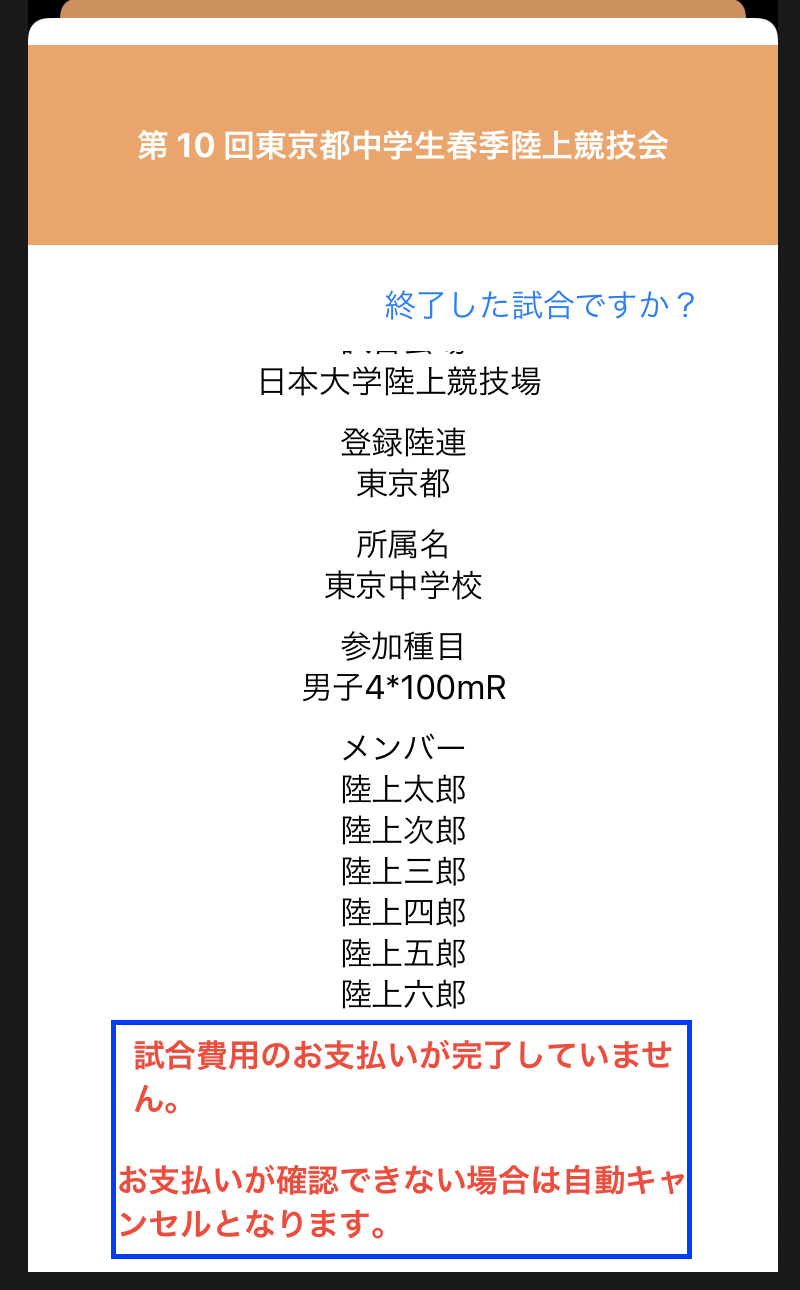 第 10 回東京都中学生春季陸上競技会
終了した試合ですか？
日本大学陸上競技場
登録陸連
東京都
所属名
東京中学校
参加種目
男子4*100mR
メンバー
陸上太郎
陸上次郎
陸上三郎
陸上四郎
陸上五郎
陸上六郎
試合費用のお支払いが完了していませ
ん。
お支払いが確認できない場合は自動キャ
ンセルとなります。